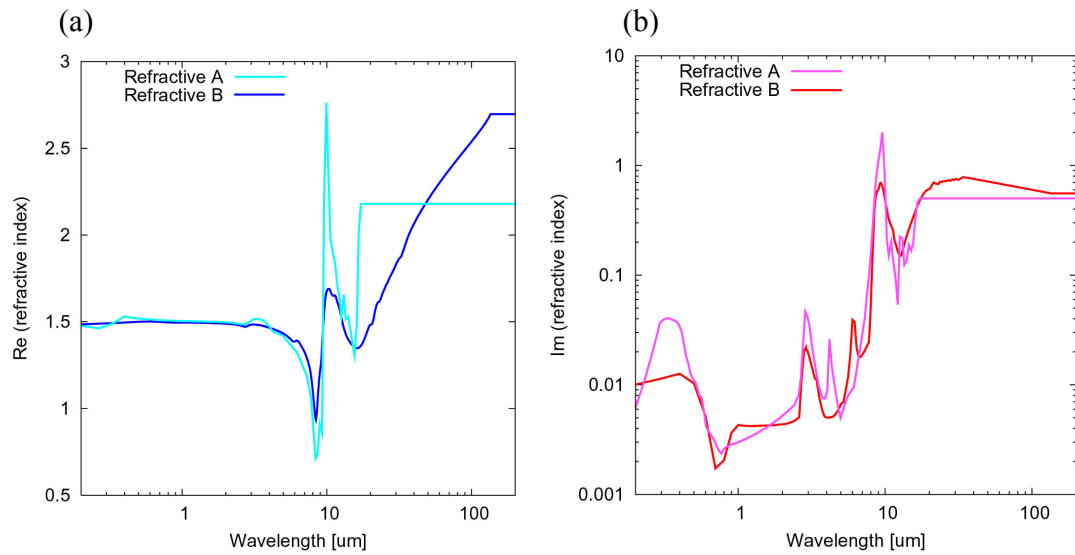 (a)
3
2.5
2
1.5
1
0.5
Re (refractive index)
Refractive A
Refractive B
1
10
100
Wavelength [um]
(b)
10
1
0.1
0.01
0.001
Im (refractive index)
Refractive A
Refractive B
1
10
100
Wavelength [um]